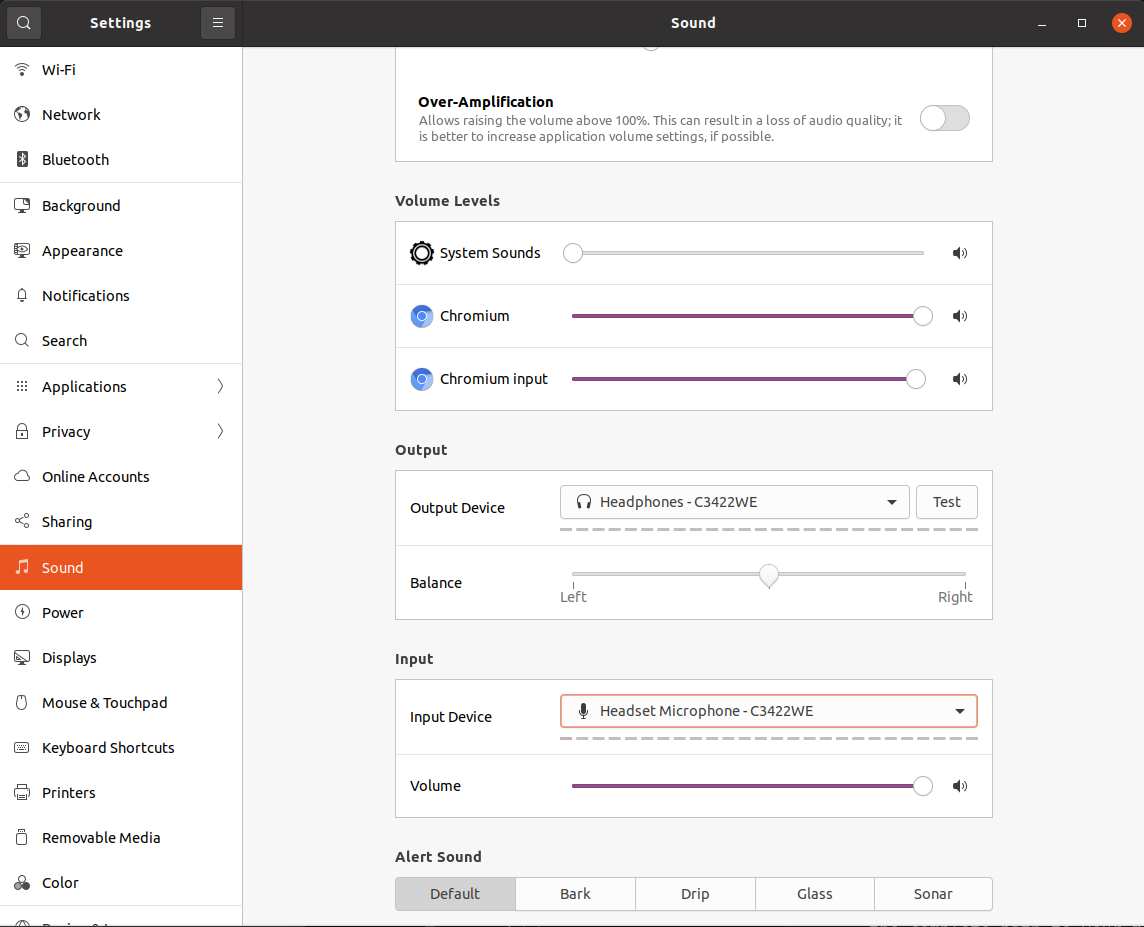 Settings
Sound
Wi-Fi
Network
Bluetooth
Background
Appearance
Notifications
Search
Applications
Privacy
Online Accounts
Sharing
Sound
Power
Displays
Mouse & Touchpad
Keyboard Shortcuts
Printers
Removable Media
Color
Over-Amplification
Allows raising the volume above 100%. This can result in a loss of audio quality; it
is better to increase application volume settings, if possible.
Volume Levels
System Sounds
Chromium
Chromium input
Output
Output Device
Headphones - C3422WE
Test
Balance
Left
Right
Input
Input Device
Headset Microphone - C3422WE
Volume
Alert Sound
Default
Bark
Drip
Glass
Sonar